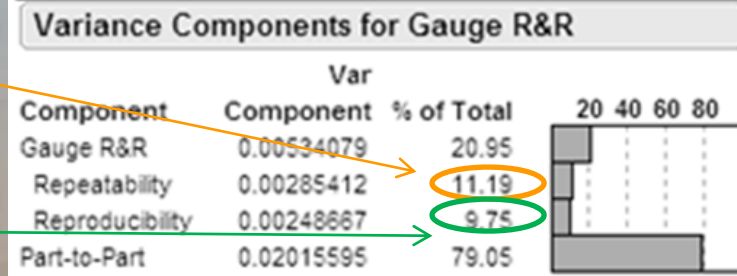 Variance Components for Gauge R&R
Var
Component Component % of Total 20 40 60 80
Gauge R&R 0.00534079 20.95
Repeatability 0.00285412 11.19
Reproducibility 0.00248667 9.75
Part-to-Part 0.02015595 79.05